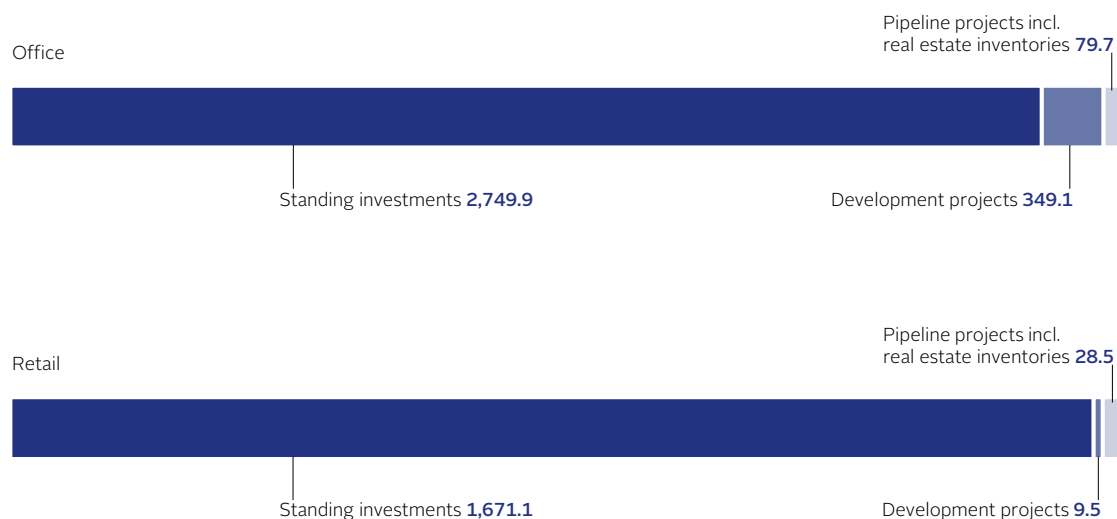 Pipeline projects incl.
Office
real estate inventories 79.7
Standing investments 2,749.9
Development projects 349.1
Pipeline projects incl.
real estate inventories 28.5
Retail
Standing investments 1,671.1
Development projects 9.5